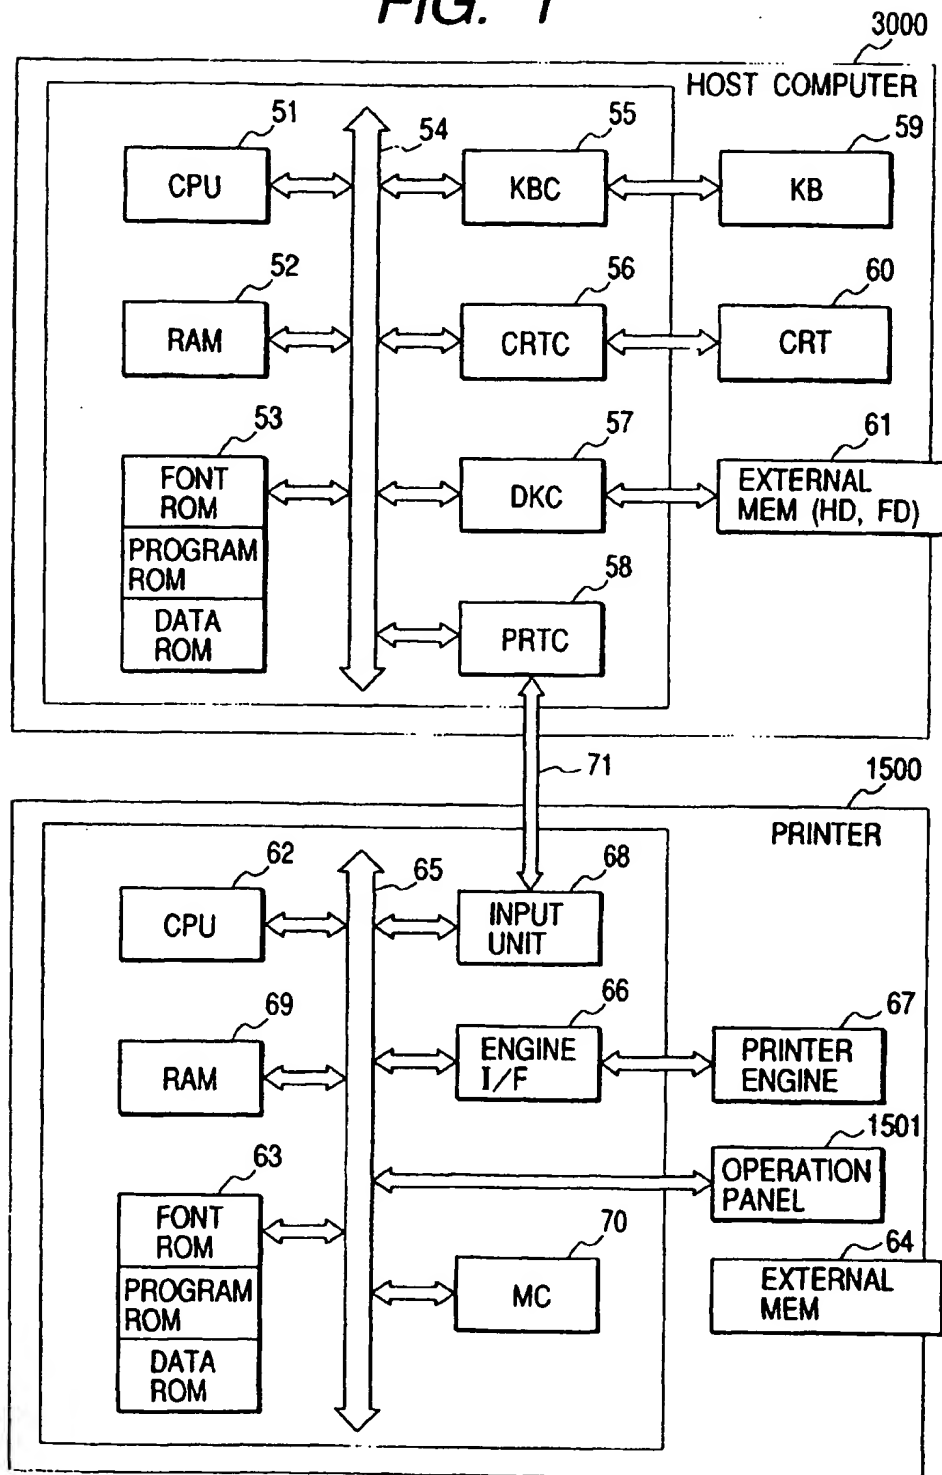 FIG. 1
3000
HOST COMPUTER
51
54
55
59
CPU
KBC
KB
52
56
60
RAM
CRTC
CRT
53
57
61
FONT
ROM
DKC
EXTERNAL
MEM (HD, FD)
PROGRAM
ROM
58
DATA
ROM
PRTC
71
1500
PRINTER
62
65
68
CPU
INPUT
UNIT
69
66
67
RAM
ENGINE
I/F
PRINTER
ENGINE
1501
63
OPERATION
PANEL
FONT
ROM
70
64
PROGRAM
ROM
MC
EXTERNAL
MEM
DATA
ROM